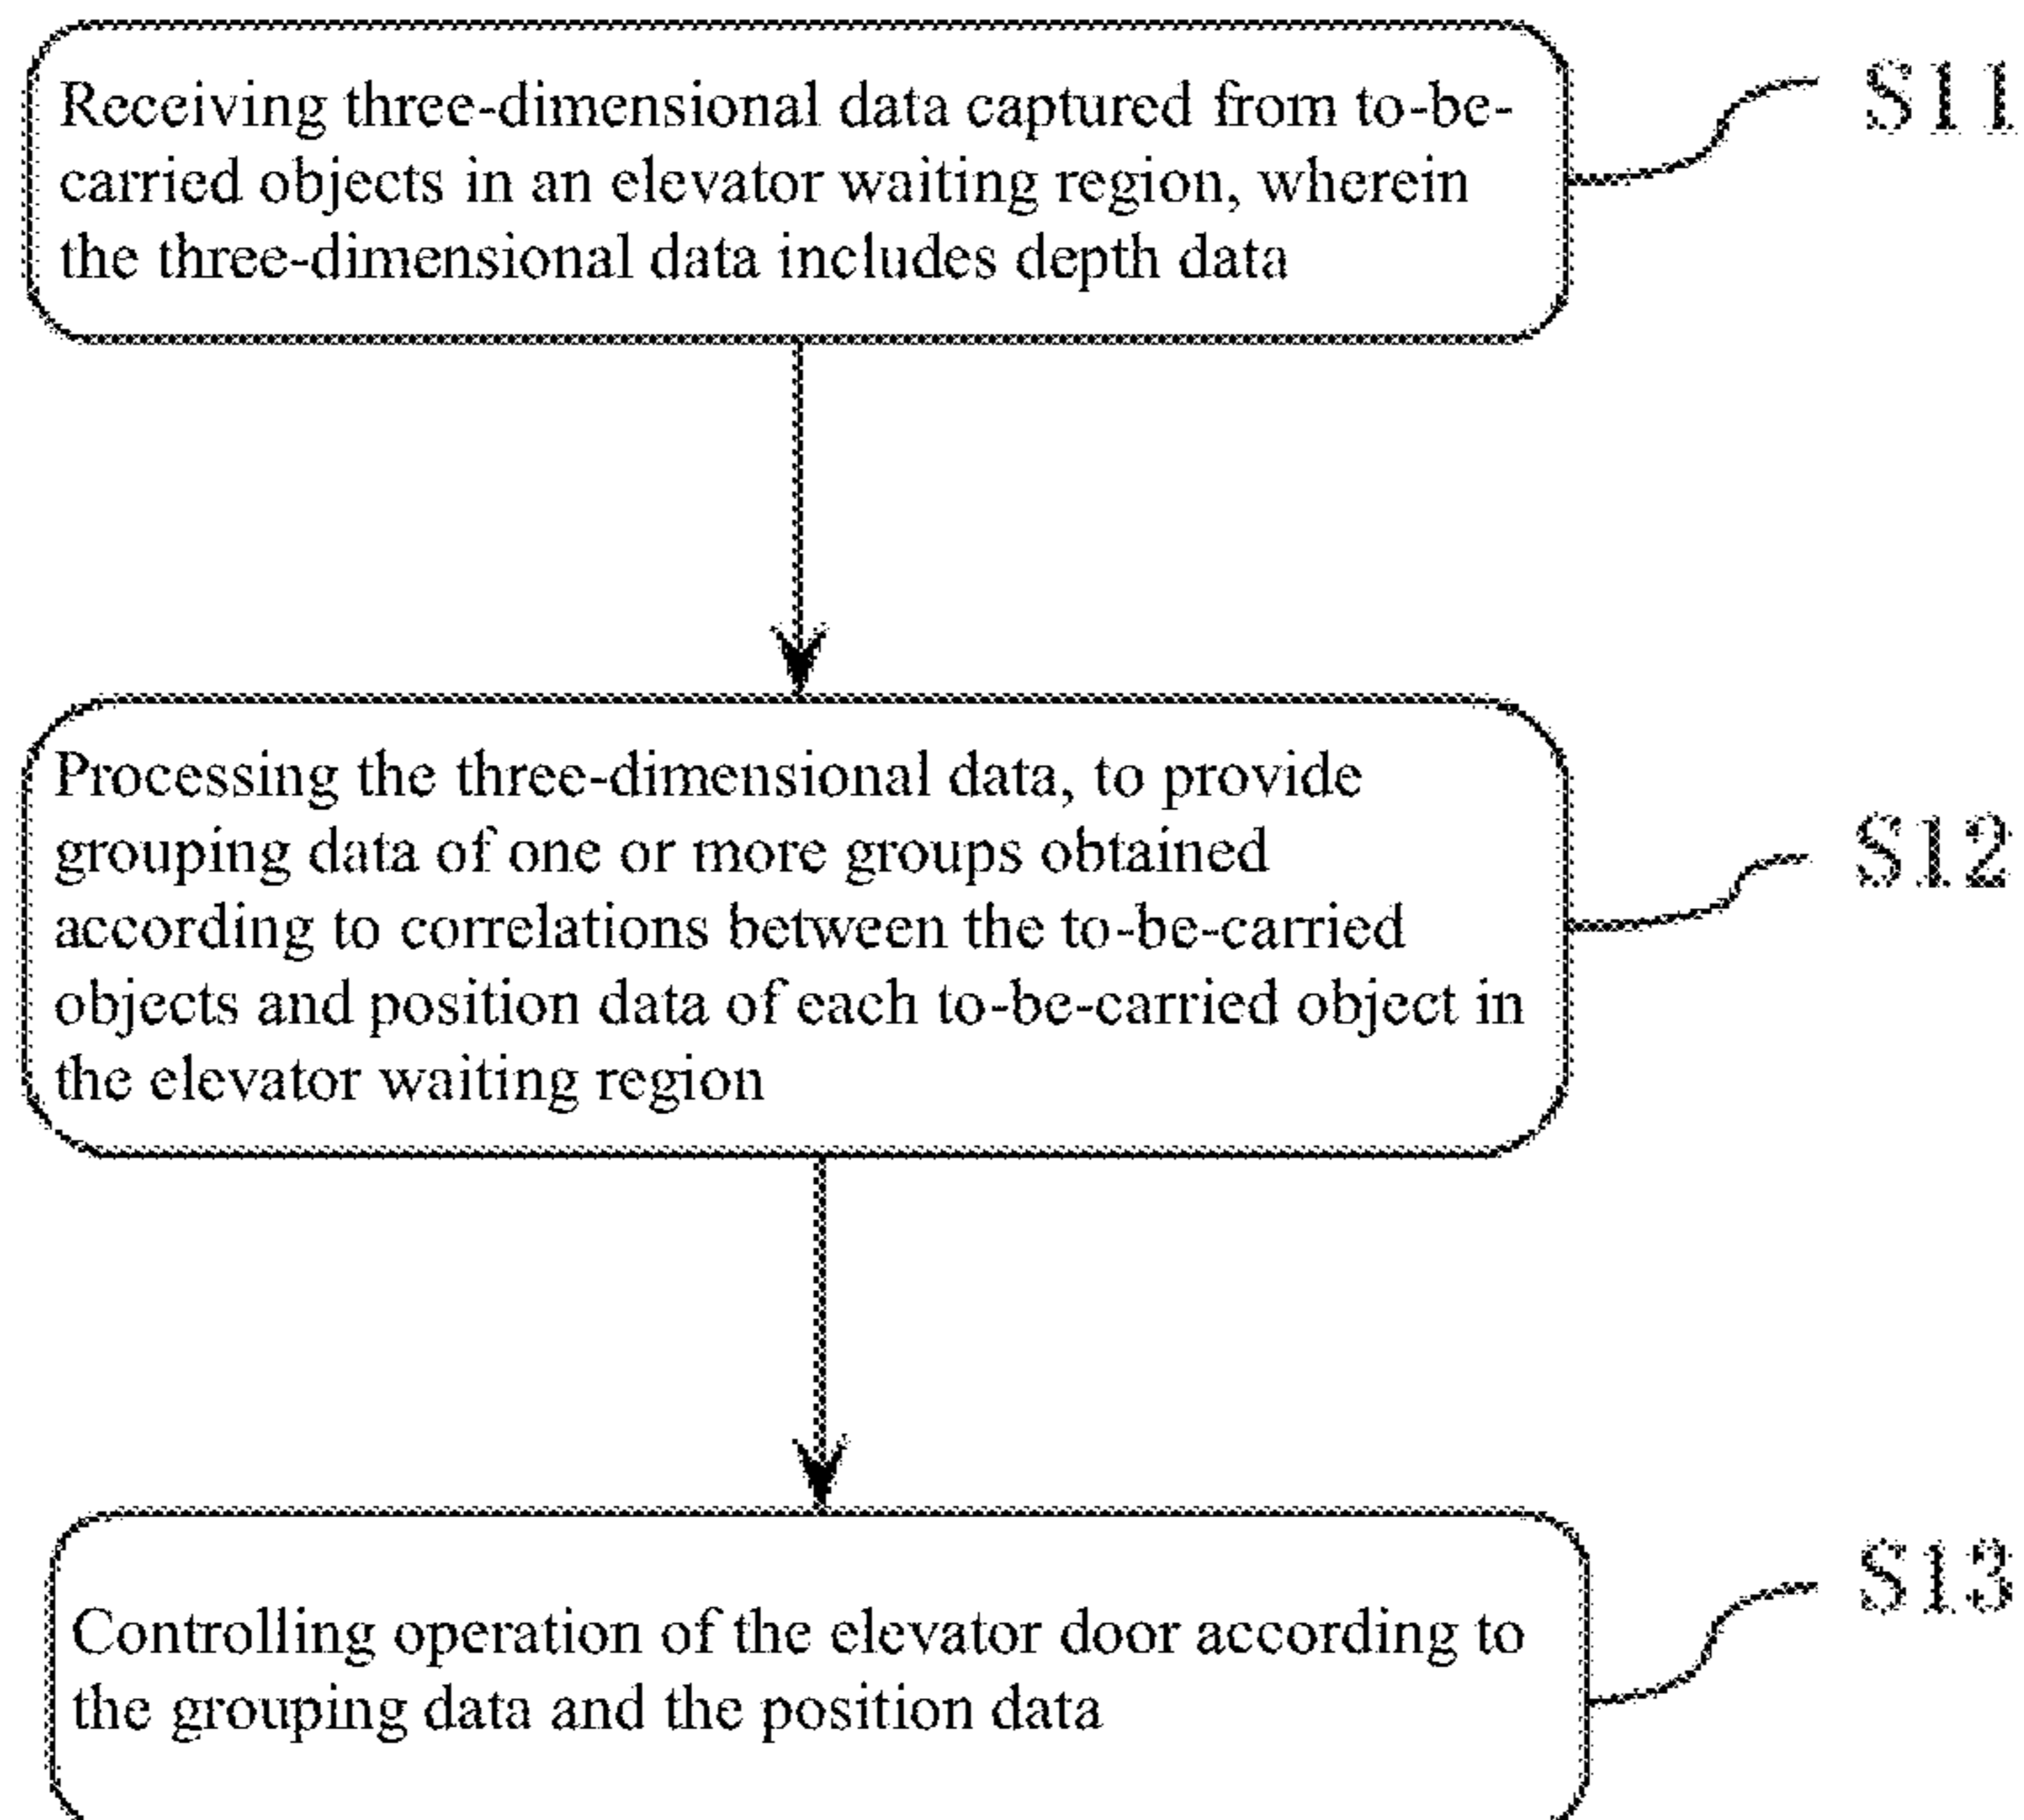 Receiving three-dimensional data captured from to-be-
carried objects in an elevator waiting region, wherein
the three-dimensional data includes depth data
S11
Processing the three-dimensional data, to provide
grouping data of one or more groups obtained
according to correlations between the to-be-carried
objects and position data of each to-be-carried object in
the elevator waiting region
S12
Controlling operation of the elevator door according to
the grouping data and the position data
S13